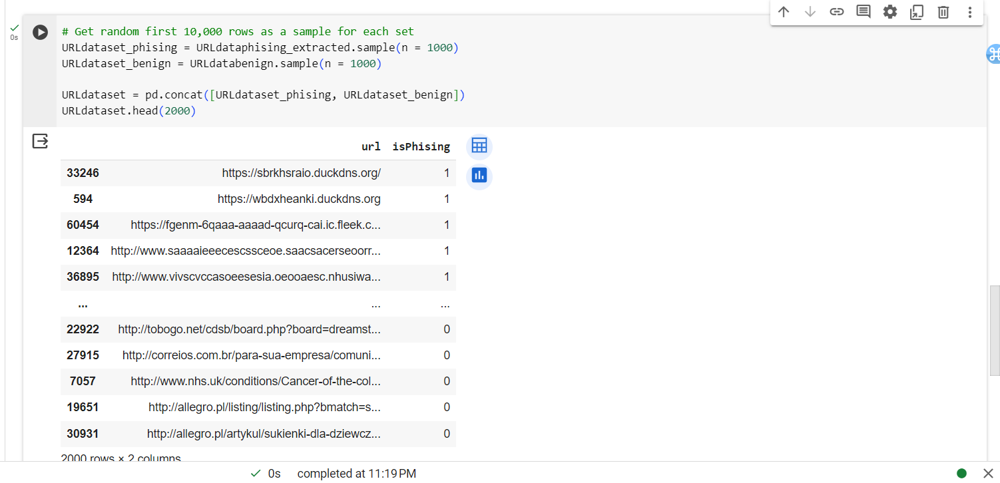 0s
# Get random first 10,000 rows as a sample for each set
URLdataset_phising = URLdataphising_extracted.sample(n = 1000)
URLdataset_benign = URLdatabenign.sample(n = 1000)
URLdataset = pd.concat([URLdataset_phising, URLdataset_benign])
URLdataset.head(2000)
url isPhising
33246 https://sbrkhsraio.duckdns.org/ 1
594 https://wbdxheanki.duckdns.org 1
60454 https://fgenm-6qaaa-aaaad-qcurq-cai.ic.fleek.c... 1
12364 http://www.saaaaieeecescssceoe.saacsacerseoorr... 1
36895 http://www.vivscvccasoeesesia.oeooaesc.nhusiwa... 1
... ... ...
22922 http://tobogo.net/cdsb/board.php?board=dreamst... 0
27915 http://correios.com.br/para-sua-empresa/comuni... 0
7057 http://www.nhs.uk/conditions/Cancer-of-the-col... 0
19651 http://allegro.pl/listing/listing.php?bmatch=s... 0
30931 http://allegro.pl/artykul/sukienki-dla-dziewcz... 0
2000 rows × 2 columns
0s completed at 11:19 PM